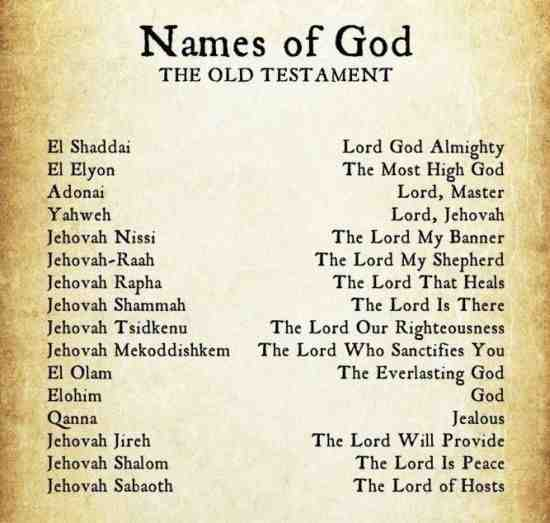 Names of God
THE OLD TESTAMENT
El Shaddai Lord God Almighty
El Elyon The Most High God
Adonai Lord, Master
Yahweh Lord, Jehovah
Jehovah Nissi The Lord My Banner
Jehovah-Raah The Lord My Shepherd
Jehovah Rapha The Lord That Heals
Jehovah Shammah The Lord Is There
Jehovah Tsidkenu The Lord Our Righteousness
Jehovah Mekoddishkem The Lord Who Sanctifies You
El Olam The Everlasting God
Elohim God
Qanna Jealous
Jehovah Jireh The Lord Will Provide
Jehovah Shalom The Lord Is Peace
Jehovah Sabaoth The Lord of Hosts